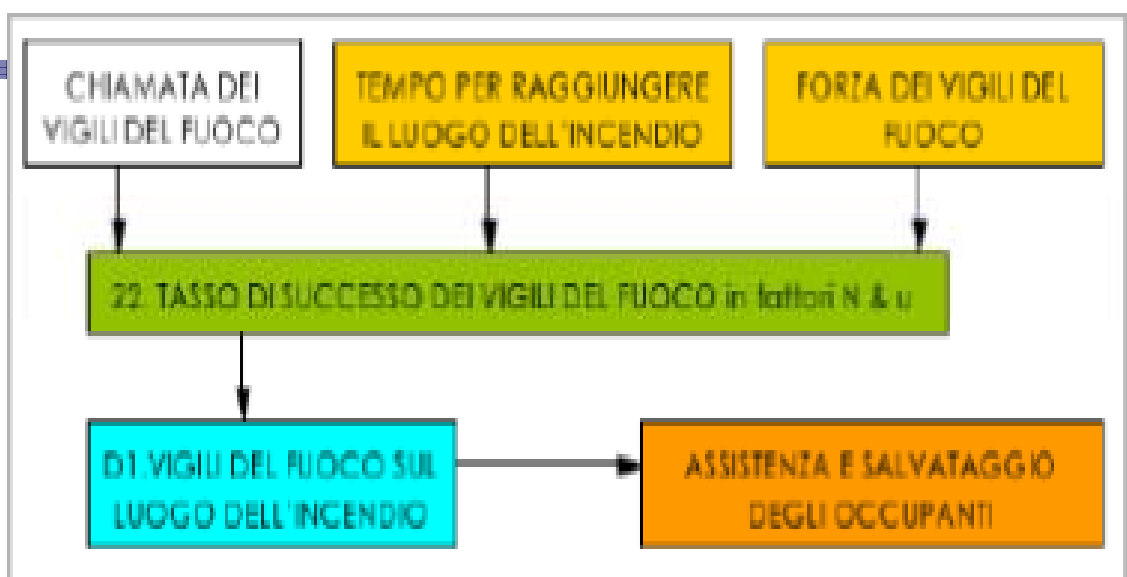 CHIAMATA DEI
VIGILI DEL FUOCO
TEMPO PER RAGGIUNGERE
IL LUOGO DELL'INCENDIO
FORZA DEI VIGILI DEL
FUOCO
22. TASSO DI SUCCESSO DEI VIGILI DEL FUOCO in fattori N & u
D1.VIGILI DEL FUOCO SUL
LUOGO DELL'INCENDIO
ASSISTENZA E SALVATAGGIO
DEGLI OCCUPANTI